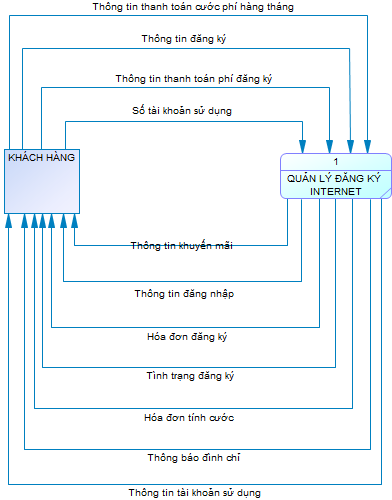 Thông tin thanh toán cước phí hàng tháng
Thông tin đăng ký
Thông tin thanh toán phí đăng ký
Số tài khoản sử dụng
KHÁCH HÀNG
1
QUẢN LÝ ĐĂNG KÝ
INTERNET
Thông tin khuyến mãi
Thông tin đăng nhập
Hóa đơn đăng ký
Tình trạng đăng ký
Hóa đơn tính cước
Thông báo đình chỉ
Thông tin tài khoản sử dụng